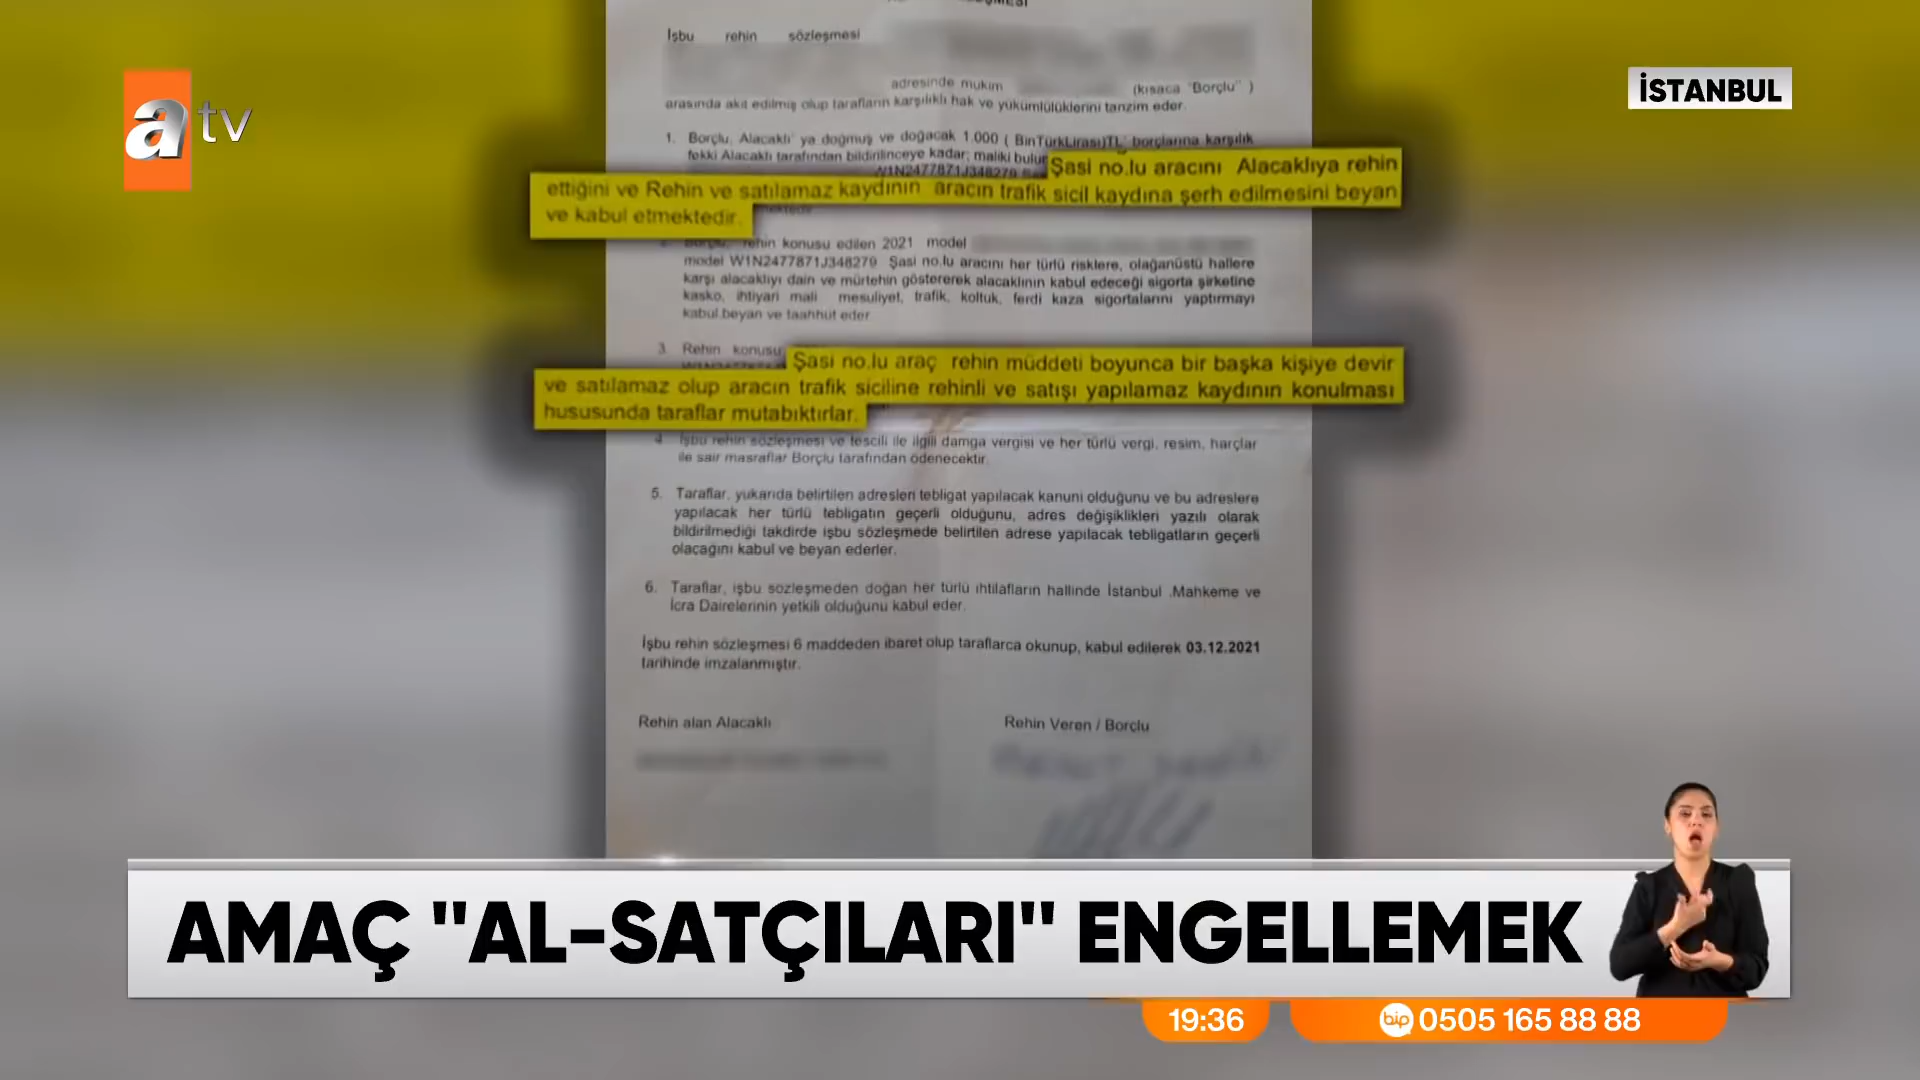 İşbu rehin sözleşmesi
adresinde mukim (kısaca "Borçlu" )
arasında akit edilmiş olup tarafların karşılıklı hak ve yükümlülüklerini tanzim eder.
a tv
İSTANBUL
1. Borçlu, Alacaklı' ya doğmuş ve doğacak 1.000 ( BinTürkLirası)TL' borçlarına karşılık
fekki Alacaklı tarafından bildirilinceye kadar; maliki bulun
W1N2477871J348279
Şasi no.lu aracını Alacaklıya rehin
ettiğini ve Rehin ve satılamaz kaydının aracın trafik sicil kaydına şerh edilmesini beyan
ve kabul etmektedir.
2. Borçlu, rehin konusu edilen 2021 model
model W1N2477871J348279 Şasi no.lu aracını her türlü risklere, olağanüstü hallere
karşı alacaklıyı dain ve mürtehin göstererek alacaklının kabul edeceği sigorta şirketine
kasko, ihtiyari mali mesuliyet, trafik, koltuk, ferdi kaza sigortalarını yaptırmayı
kabul,beyan ve taahhüt eder
3. Rehin konusu
Şasi no.lu araç rehin müddeti boyunca bir başka kişiye devir
ve satılamaz olup aracın trafik siciline rehinli ve satışı yapılamaz kaydının konulması
hususunda taraflar mutabıktırlar.
4. İşbu rehin sözleşmesi ve tescili ile ilgili damga vergisi ve her türlü vergi, resim, harçlar
ile sair masraflar Borçlu tarafından ödenecektir.
5. Taraflar, yukarıda belirtilen adresleri tebligat yapılacak kanuni olduğunu ve bu adreslere
yapılacak her türlü tebligatın geçerli olduğunu, adres değişiklikleri yazılı olarak
bildirilmediği takdirde işbu sözleşmede belirtilen adrese yapılacak tebligatların geçerli
olacağını kabul ve beyan ederler.
6. Taraflar, işbu sözleşmeden doğan her türlü ihtilafların hallinde İstanbul .Mahkeme ve
İcra Dairelerinin yetkili olduğunu kabul eder.
İşbu rehin sözleşmesi 6 maddeden ibaret olup taraflarca okunup, kabul edilerek 03.12.2021
tarihinde imzalanmıştır.
Rehin alan Alacaklı
Rehin Veren / Borçlu
AMAÇ "AL-SATÇILARI" ENGELLEMEK
19:36
bip 0505 165 88 88